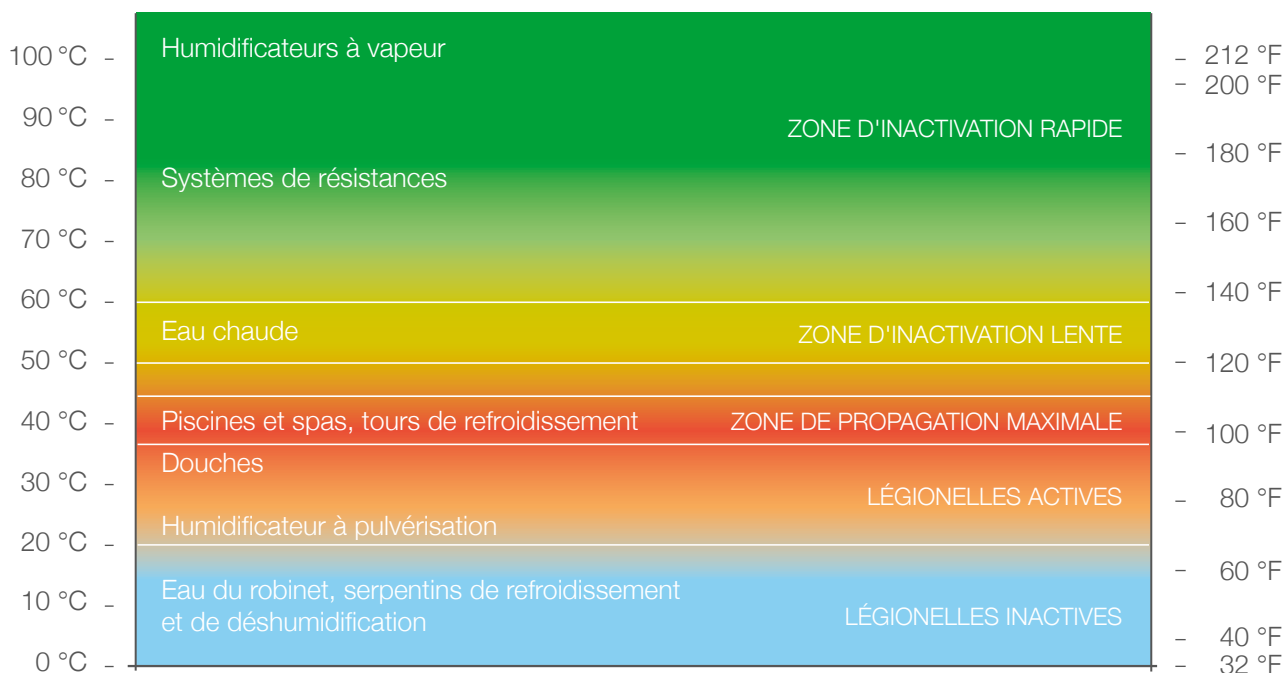 100 °C
Humidificateurs à vapeur
212 °F
200 °F
90 °C
ZONE D'INACTIVATION RAPIDE
180 °F
80 °C
Systèmes de résistances
160 °F
70 °C
60 °C
140 °F
Eau chaude
ZONE D'INACTIVATION LENTE
50 °C
120 °F
40 °C
Piscines et spas, tours de refroidissement
ZONE DE PROPAGATION MAXIMALE
100 °F
Douches
30 °C
LÉGIONELLES ACTIVES
80 °F
Humidificateur à pulvérisation
20 °C
60 °F
Eau du robinet, serpentins de refroidissement
et de déshumidification
10 °C
LÉGIONELLES INACTIVES
40 °F
0 °C
32 °F